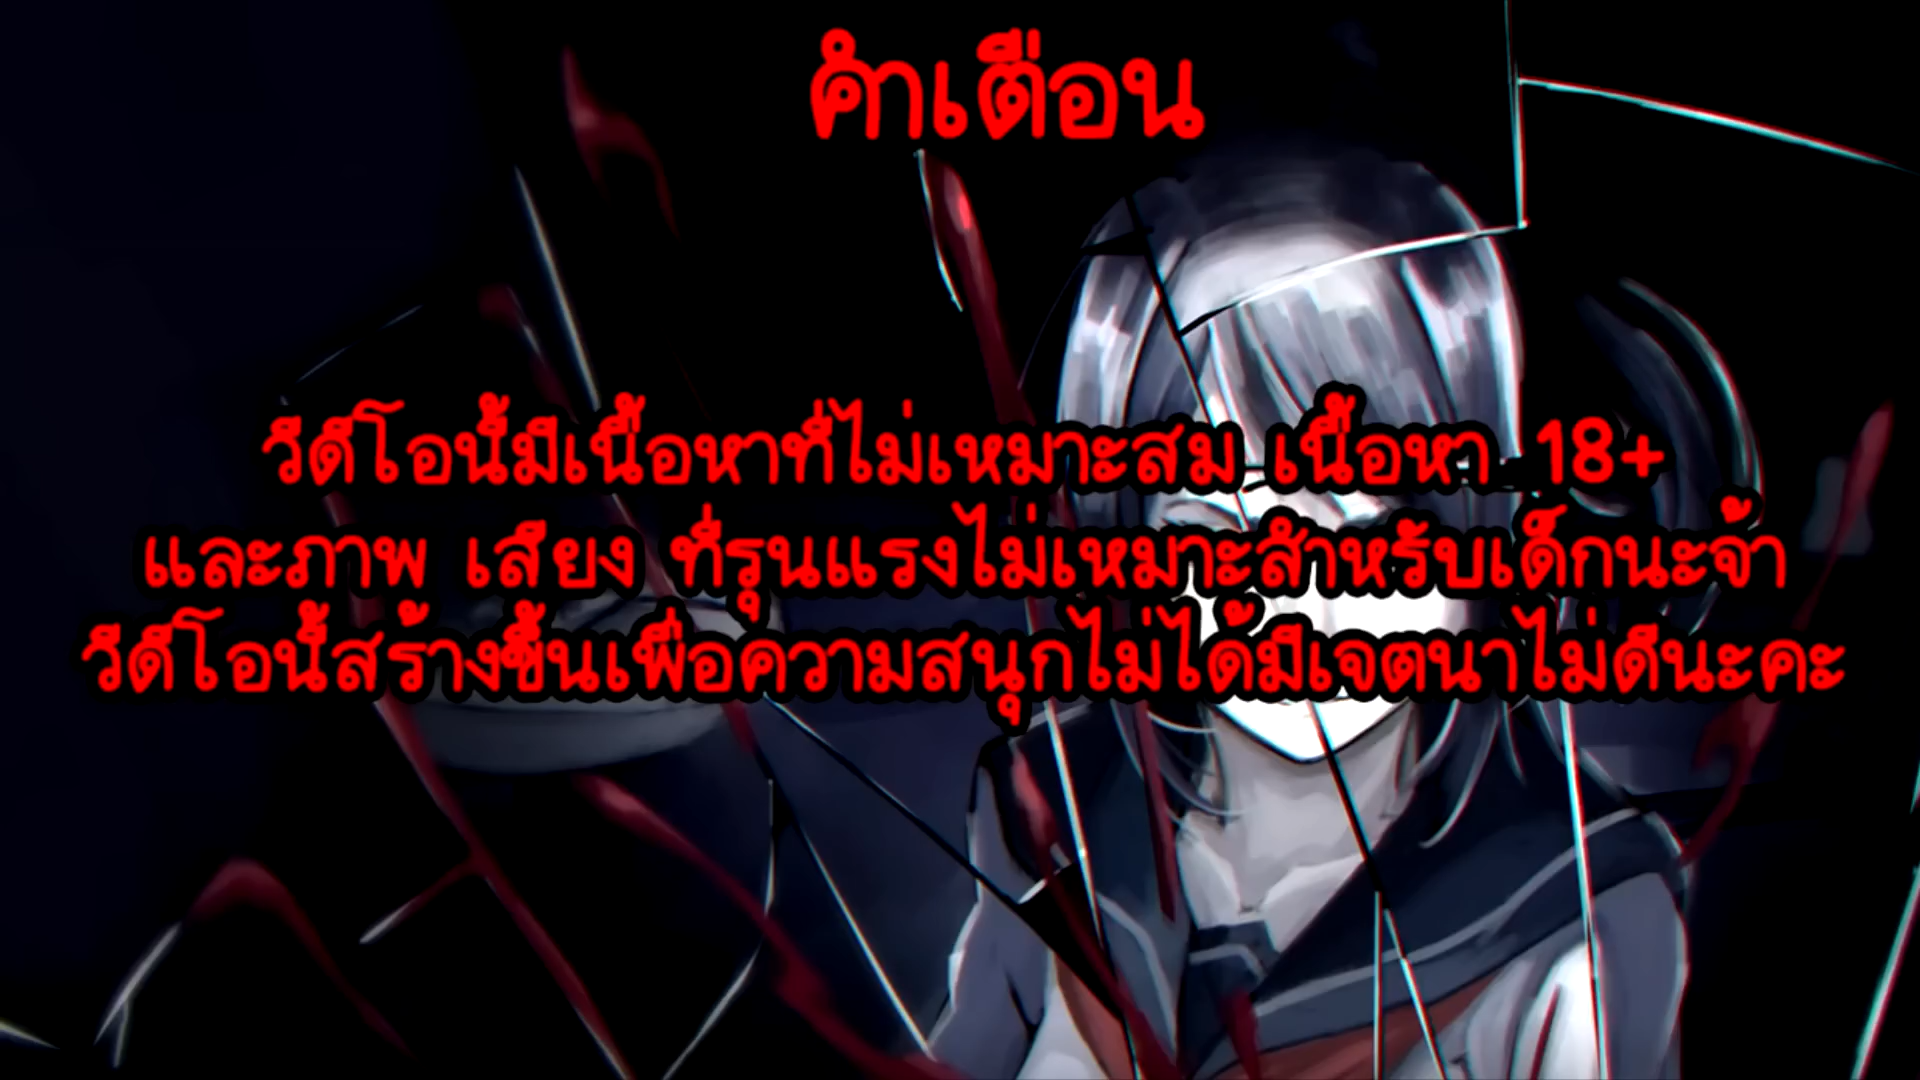 คำเตือน
วีดีโอนี้มีเนื้อหาที่ไม่เหมาะสม เนื้อหา 18+
และภาพ เสียง ที่รุนแรงไม่เหมาะสำหรับเด็กนะจ้า
วีดีโอนี้สร้างขึ้นเพื่อความสนุกไม่ได้มีเจตนาไม่ดีนะคะ